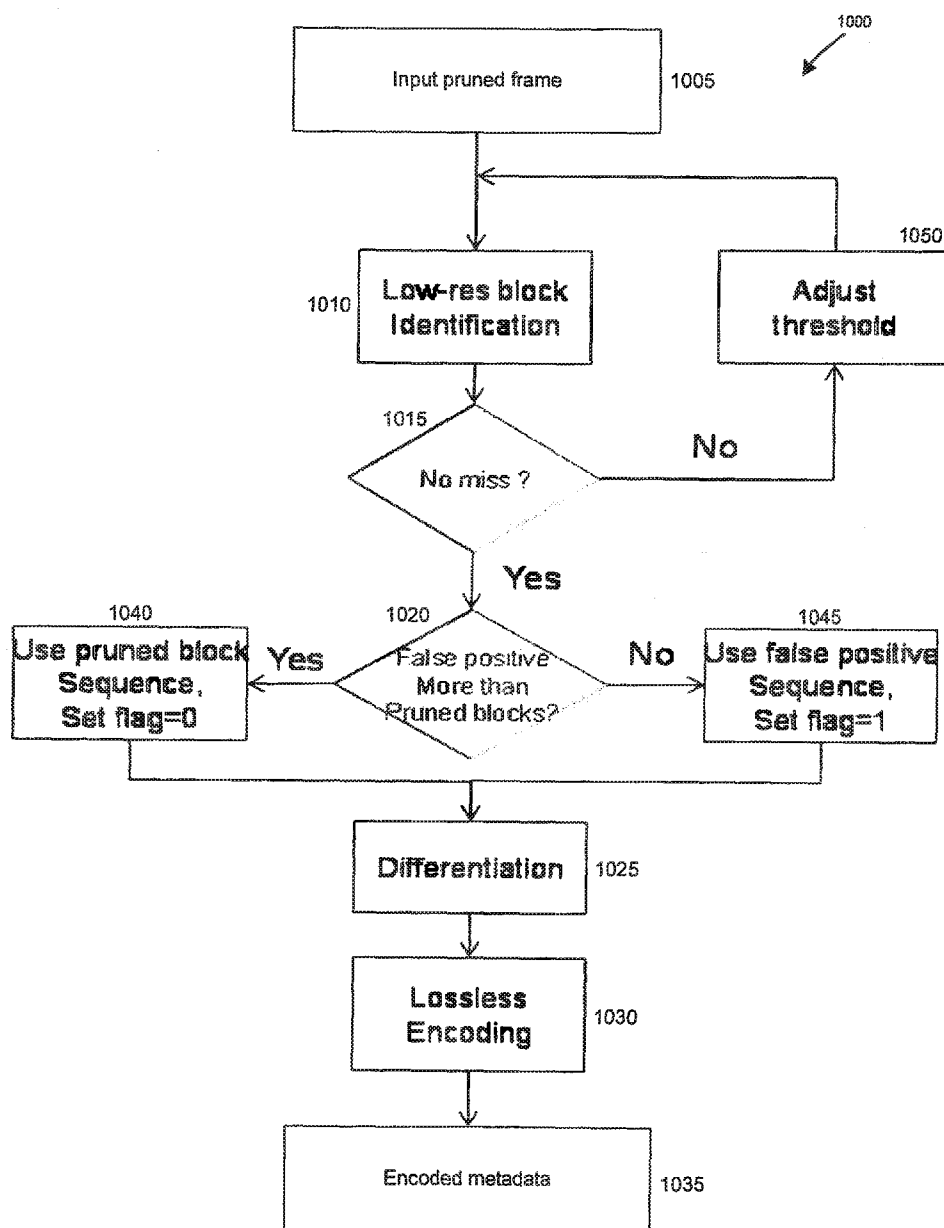 1000
Input pruned frame
1005
1050
Low-res block
Identification
1010
Adjust
threshold
1015
No miss ?
No
Yes
1040
1020
1045
Use pruned block
Sequence,
Set flag=0
Yes
False positive
More than
Pruned blocks?
No
Use false positive
Sequence,
Set flag=1
Differentiation
1025
Lossless
Encoding
1030
Encoded metadata
1035